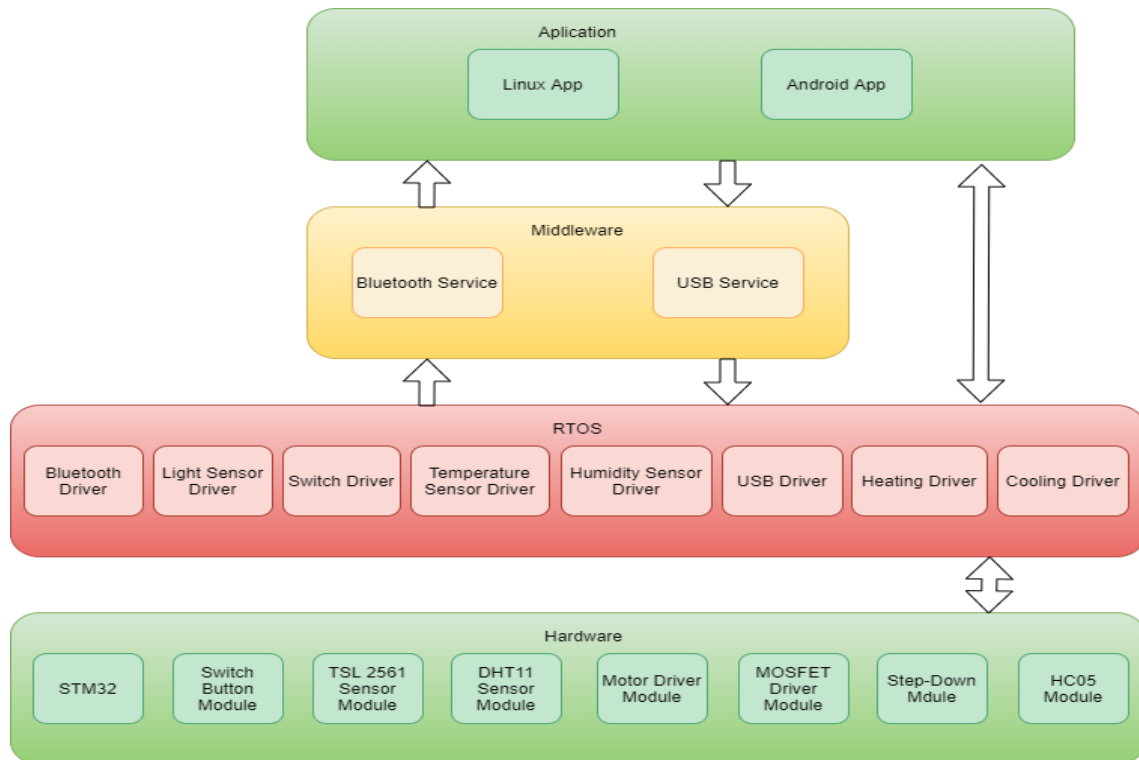 Aplication
Linux App
Android App
Middleware
Bluetooth Service
USB Service
RTOS
Bluetooth
Driver
Light Sensor
Driver
Switch Driver
Temperature
Sensor Driver
Humidity Sensor
Driver
USB Driver
Heating Driver
Cooling Driver
Hardware
STM32
Switch
Button
Module
TSL 2561
Sensor
Module
DHT11
Sensor
Module
Motor Driver
Module
MOSFET
Driver
Module
Step-Down
Mdule
HC05
Module